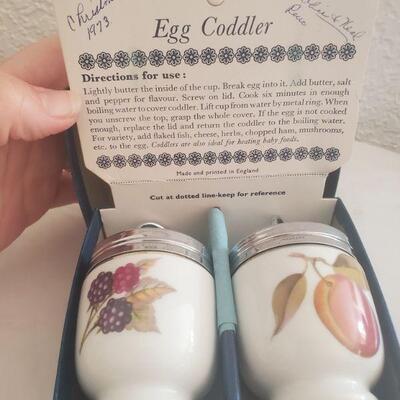 Christmas
1973
Egg Coddler
Directions for use :
Lightly butter the inside of the cup. Break egg into it. Add butter, salt
and pepper for flavour. Screw on lid. Cook six minutes in enough
boiling water to cover coddler. Lift cup from water by metal ring. When
you unscrew the top, grasp the whole cover. If the egg is not cooked
enough, replace the lid and return the coddler to the boiling water.
For variety, add flaked fish, cheese, herbs, chopped ham, mushrooms,
etc. to the egg. Coddlers are also ideal for heating baby foods.
Made and printed in England
Cut at dotted line-keep for reference